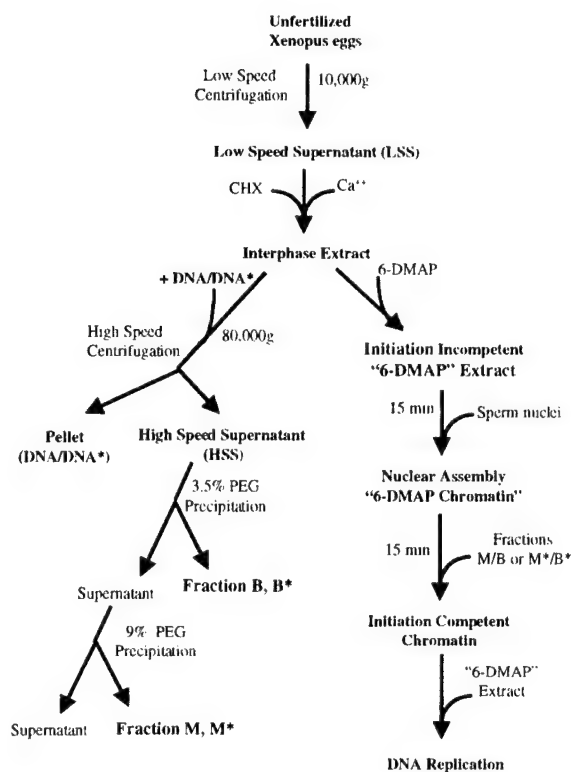 Unfertilized
Xenopus eggs
Low Speed
Centrifugation
10,000g
Low Speed Supernatant (LSS)
CHX
Ca++
Interphase Extract
+ DNA/DNA*
80,000g
High Speed
Centrifugation
Pellet
(DNA/DNA*)
High Speed Supernatant
(HSS)
3.5% PEG
Precipitation
Supernatant
Fraction B, B*
9% PEG
Precipitation
Supernatant
Fraction M, M*
6-DMAP
Initiation Incompetent
“6-DMAP” Extract
15 min
Sperm nuclei
Nuclear Assembly
“6-DMAP Chromatin”
15 min
Fractions
M/B or M*/B*
Initiation Competent
Chromatin
“6-DMAP”
Extract
DNA Replication